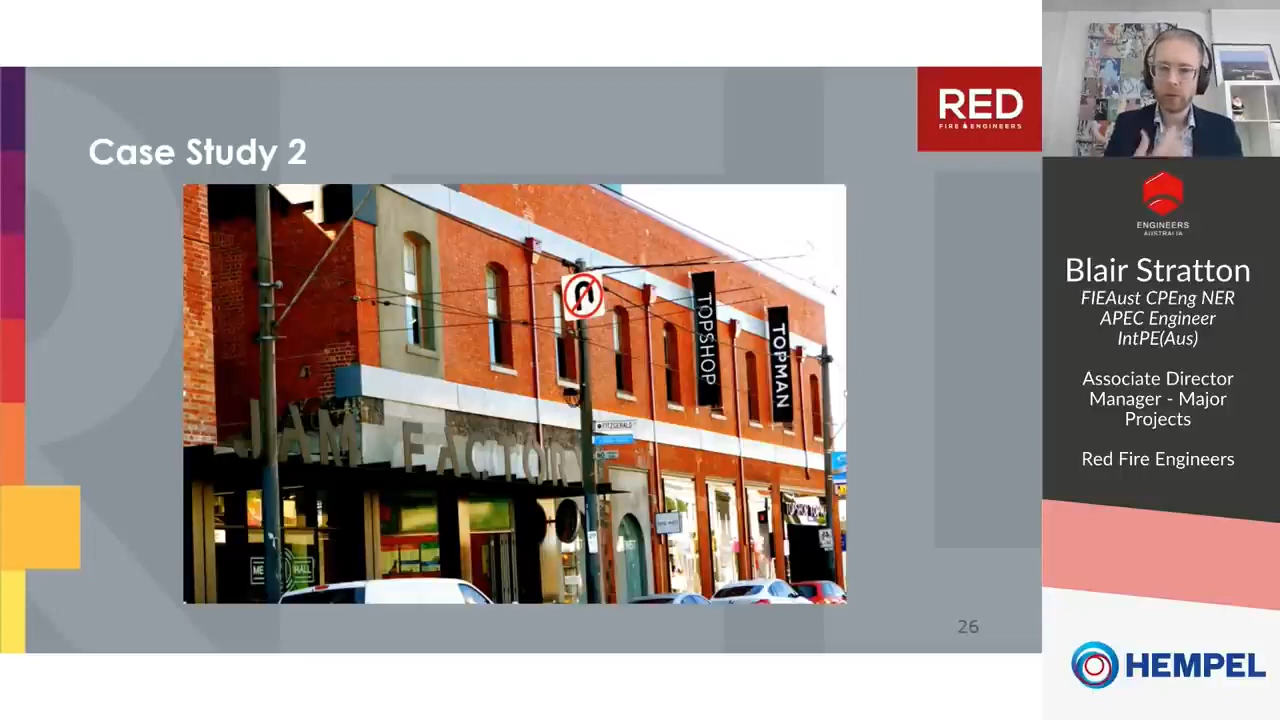 Case Study 2
RED
FIRE & ENGINEERS
JAM FACTORY
TOPSHOP
TOPMAN
FITZGERALD
HALL
26
ENGINEERS
AUSTRALIA
Blair Stratton
FIEAust CPEng NER
APEC Engineer
IntPE(Aus)
Associate Director
Manager - Major
Projects
Red Fire Engineers
HEMPEL